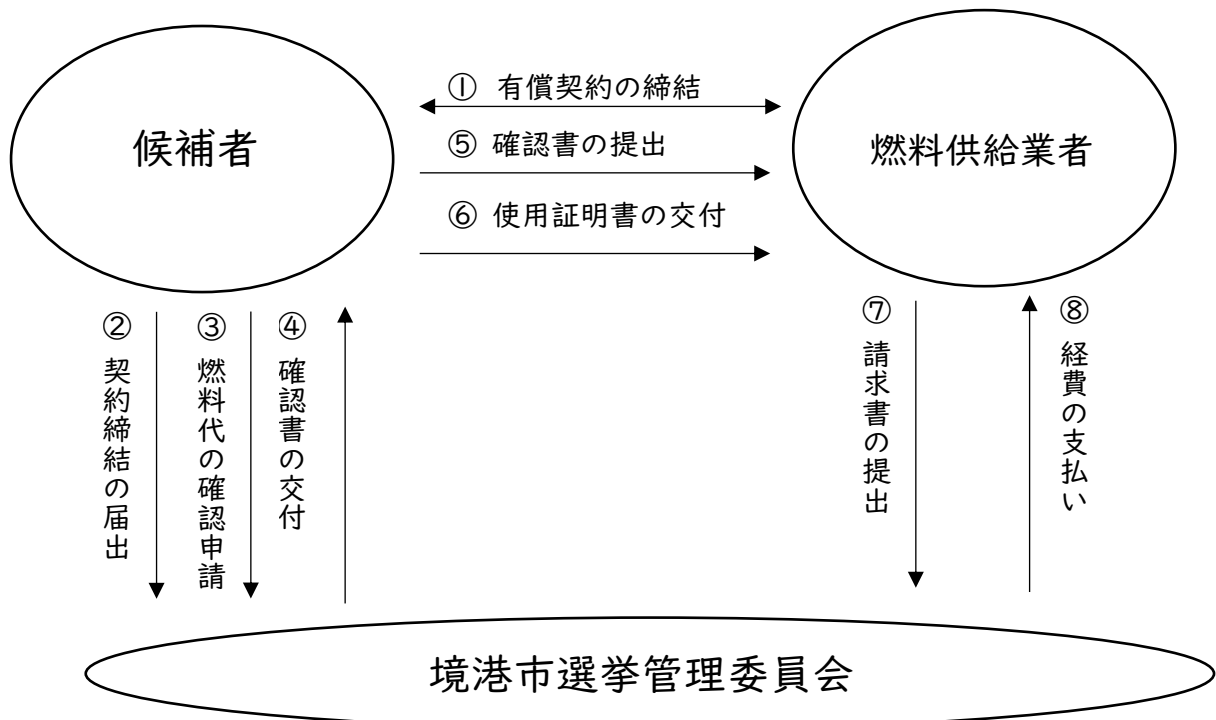 候補者
① 有償契約の締結
⑤ 確認書の提出
⑥ 使用証明書の交付
燃料供給業者
② 契約締結の届出
③ 燃料代の確認申請
④ 確認書の交付
⑦ 請求書の提出
⑧ 経費の支払い
境港市選挙管理委員会